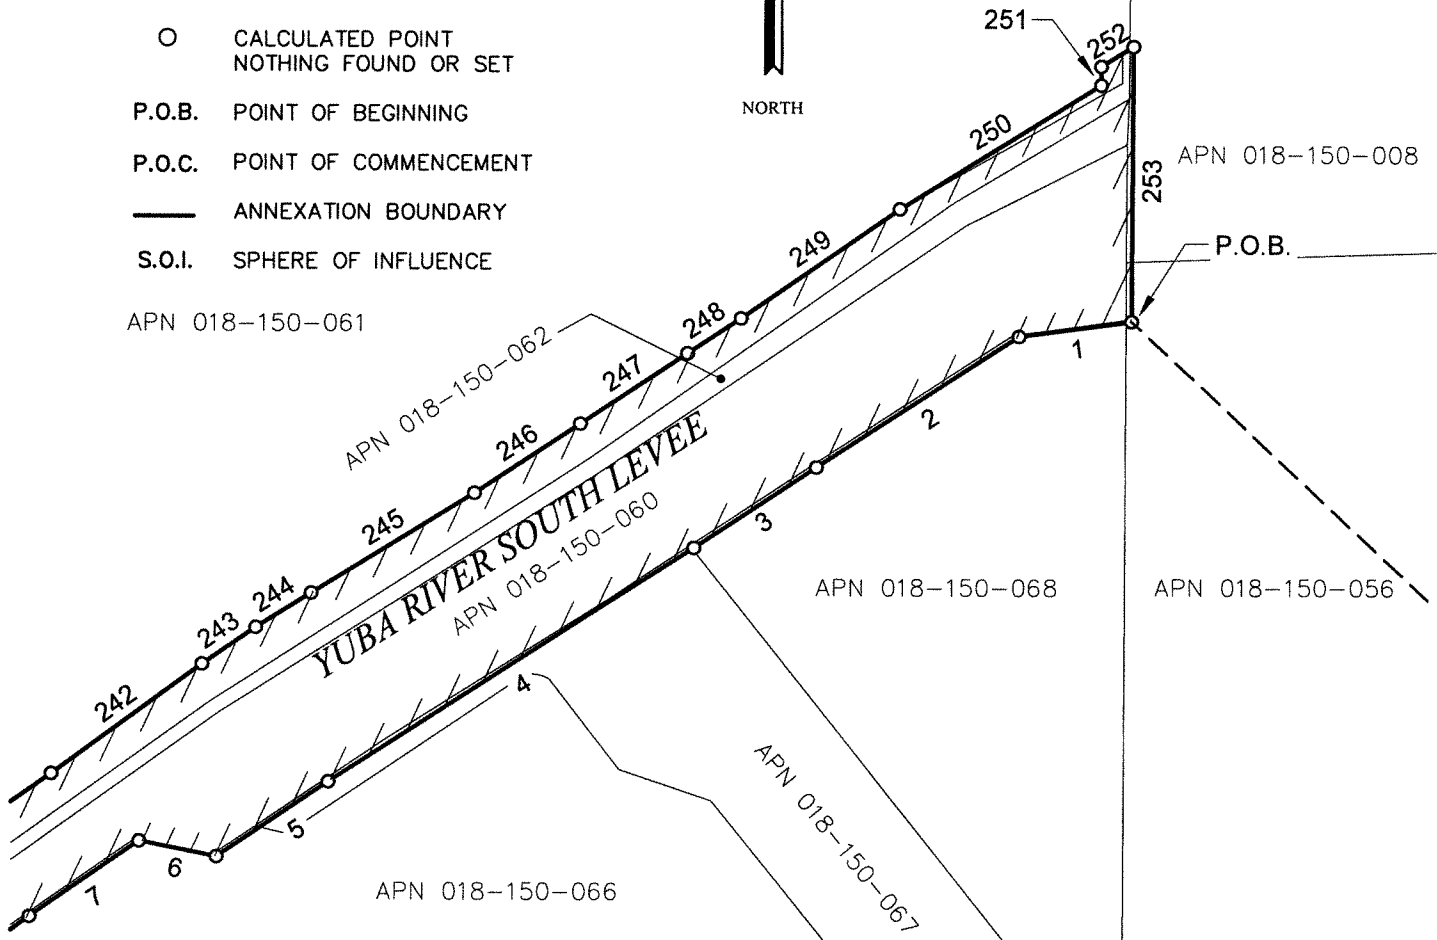 CALCULATED POINT
NOTHING FOUND OR SET
P.O.B. POINT OF BEGINNING
P.O.C. POINT OF COMMENCEMENT
ANNEXATION BOUNDARY
S.O.I. SPHERE OF INFLUENCE
NORTH
251
252
250
APN 018-150-008
253
P.O.B.
249
APN 018-150-061
248
APN 018-150-062
247
1
246
2
YUBA RIVER SOUTH LEVEE
245
APN 018-150-060
3
244
APN 018-150-068
APN 018-150-056
243
242
4
APN 018-150-067
5
6
7
APN 018-150-066